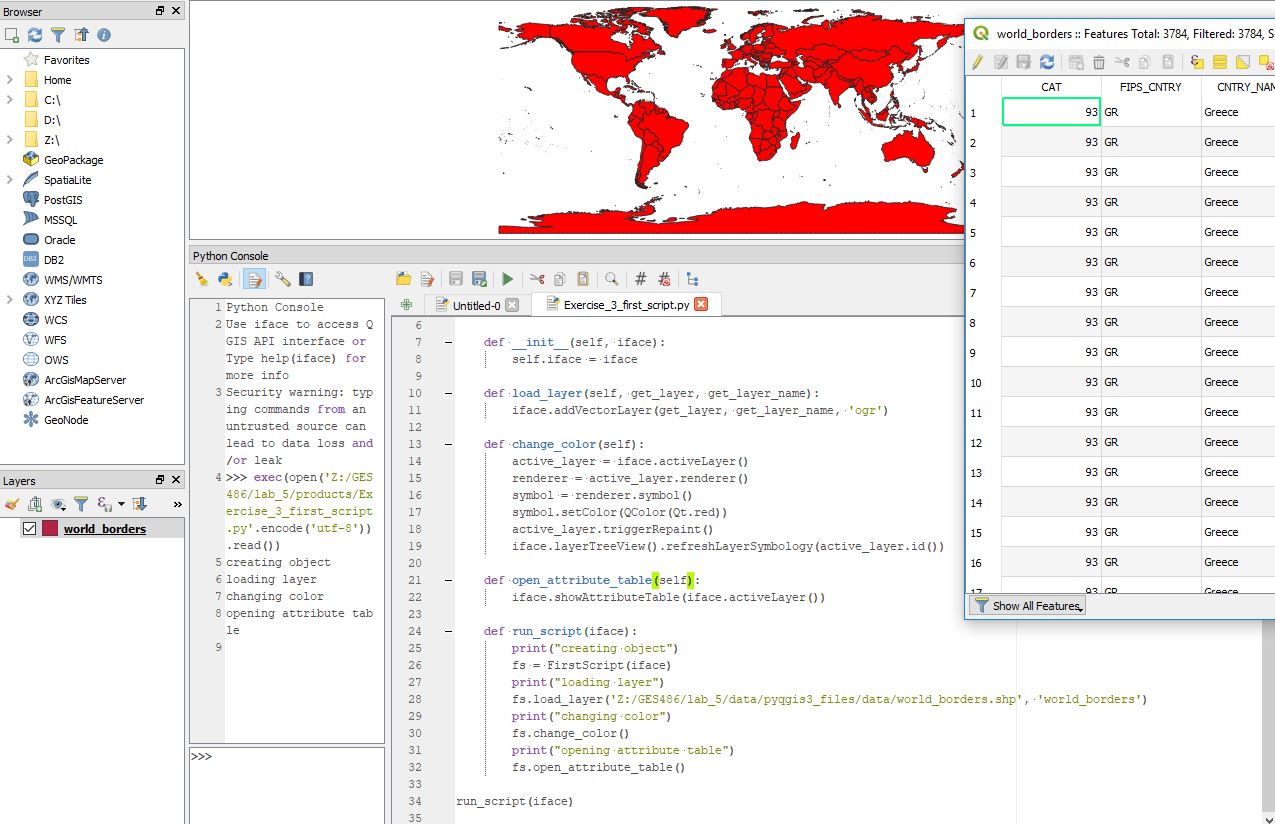 Browser
Favorites
Home
C:\
D:\
Z:\
GeoPackage
SpatiaLite
PostGIS
MSSQL
Oracle
DB2
DB2
WMS/WMTS
XYZ Tiles
WCS
WFS
OWS
ArcGisMapServer
ArcGisFeatureServer
GeoNode
Layers
»
world_borders
Python Console
1 Python Console
2 Use iface to access Q
GIS API interface or
Type help(iface) for
more info
3 Security warning: typ
ing commands from an
untrusted source can
lead to data loss and
/or leak
4 >>> exec(open('Z:/GES
486/lab_5/products/Ex
ercise_3_first_script
.py'.encode('utf-8'))
.read())
5 creating object
6 loading layer
7 changing color
8 opening attribute tab
le
9
>>>
Untitled-0
Exercise_3_first_script.py
6
7 def __init__(self, iface):
8 self.iface = iface
9
10 def load_layer(self, get_layer, get_layer_name):
11 iface.addVectorLayer(get_layer, get_layer_name, 'ogr')
12
13 def change_color(self):
14 active_layer = iface.activeLayer()
15 renderer = active_layer.renderer()
16 symbol = renderer.symbol()
17 symbol.setColor(QColor(Qt.red))
18 active_layer.triggerRepaint()
19 iface.layerTreeView().refreshLayerSymbology(active_layer.id())
20
21 def open_attribute_table(self):
22 iface.showAttributeTable(iface.activeLayer())
23
24 def run_script(iface):
25 print("creating object")
26 fs = FirstScript(iface)
27 print("loading layer")
28 fs.load_layer('Z:/GES486/lab_5/data/pyqgis3_files/data/world_borders.shp', 'world_borders')
29 print("changing color")
30 fs.change_color()
31 print("opening attribute table")
32 fs.open_attribute_table()
33
34 run_script(iface)
35
world_borders :: Features Total: 3784, Filtered: 3784, S
CAT FIPS_CNTRY CNTRY_NAM
1 93 GR Greece
2 93 GR Greece
3 93 GR Greece
4 93 GR Greece
5 93 GR Greece
6 93 GR Greece
7 93 GR Greece
8 93 GR Greece
9 93 GR Greece
10 93 GR Greece
11 93 GR Greece
12 93 GR Greece
13 93 GR Greece
14 93 GR Greece
15 93 GR Greece
16 93 GR Greece
17 93 GR Greece
Show All Features